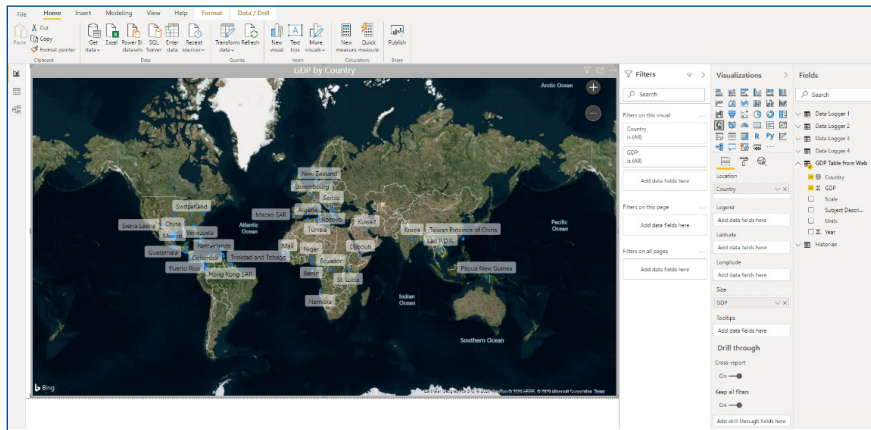 File Home Insert Modeling View Help Format Data / Drill
Paste
Cut
Copy
Format painter
Get data
Excel
Power BI datasets
SQL Server
Enter data
Recent sources
Transform data
Refresh
New visual
Text box
More visuals
New measure
Quick measure
Publish
Clipboard Data Queries Insert Calculations Share
GDP by Country
Arctic Ocean
New Zealand
Luxembourg
Switzerland
Serbia
Macao SAR
Algeria
Kosovo
Sierra Leone
China
Mexico
Venezuela
Atlantic Ocean
Tunisia
Kuwait
Korea
Taiwan Province of China
Pacific Ocean
Guatemala
Netherlands
Mali
Niger
Djibouti
Lao P.D.R.
Colombia
Trinidad and Tobago
Ecuador
Puerto Rico
Hong Kong SAR
Benin
St. Lucia
Papua New Guinea
Namibia
Indian Ocean
Southern Ocean
Bing
Terms
Filters
Search
Filters on this visual
Country
is (All)
GDP
is (All)
Add data fields here
Filters on this page
Add data fields here
Filters on all pages
Add data fields here
Visualizations
Location
Country
Legend
Add data fields here
Latitude
Add data fields here
Longitude
Add data fields here
Size
GDP
Tooltips
Add data fields here
Drill through
Cross-report
On
Keep all filters
On
Add drill-through fields here
Fields
Search
Data Logger 1
Data Logger 2
Data Logger 3
Data Logger 4
GDP Table from Web
Country
GDP
Scale
Subject Descri...
Units
Year
Historian